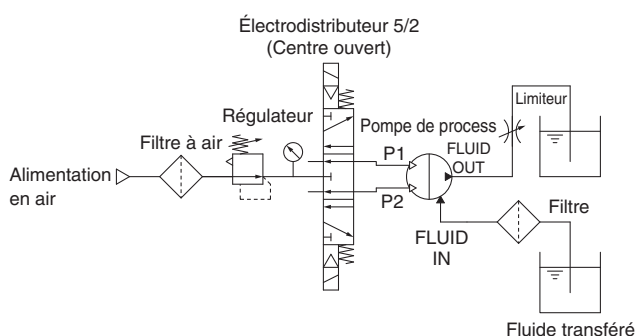 Électrodistributeur 5/2
(Centre ouvert)
Régulateur
Filtre à air
Alimentation
en air
P1
P2
Pompe de process
Limiteur
FLUID
OUT
FLUID
IN
Filtre
Fluide transféré